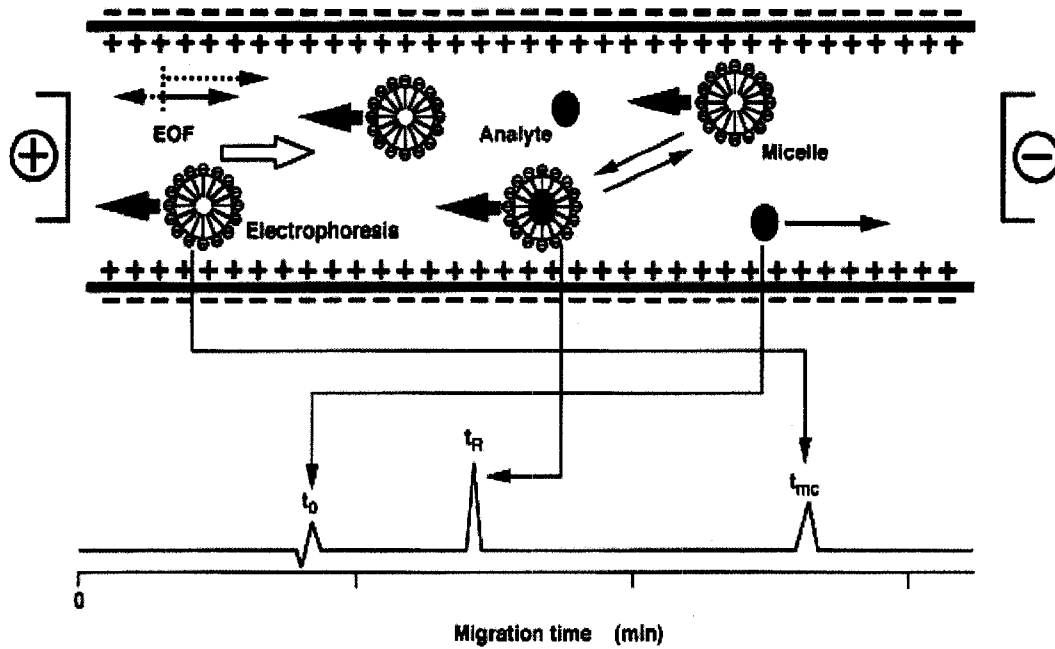 − − − − − − − − − − − − − − − − − − − − − − − − − − − − − − − − − −
+ + + + + + + + + + + + + + + + + + + + + + + + + + +
EOF
Analyte
Micelle
+
−
Electrophoresis
+ + + + + + + + + + + + + + + + + + + + + + + + + + +
− − − − − − − − − − − − − − − − − − − − − − − − − − − − − − − − − −
tR
t0
tmc
0
Migration time (min)